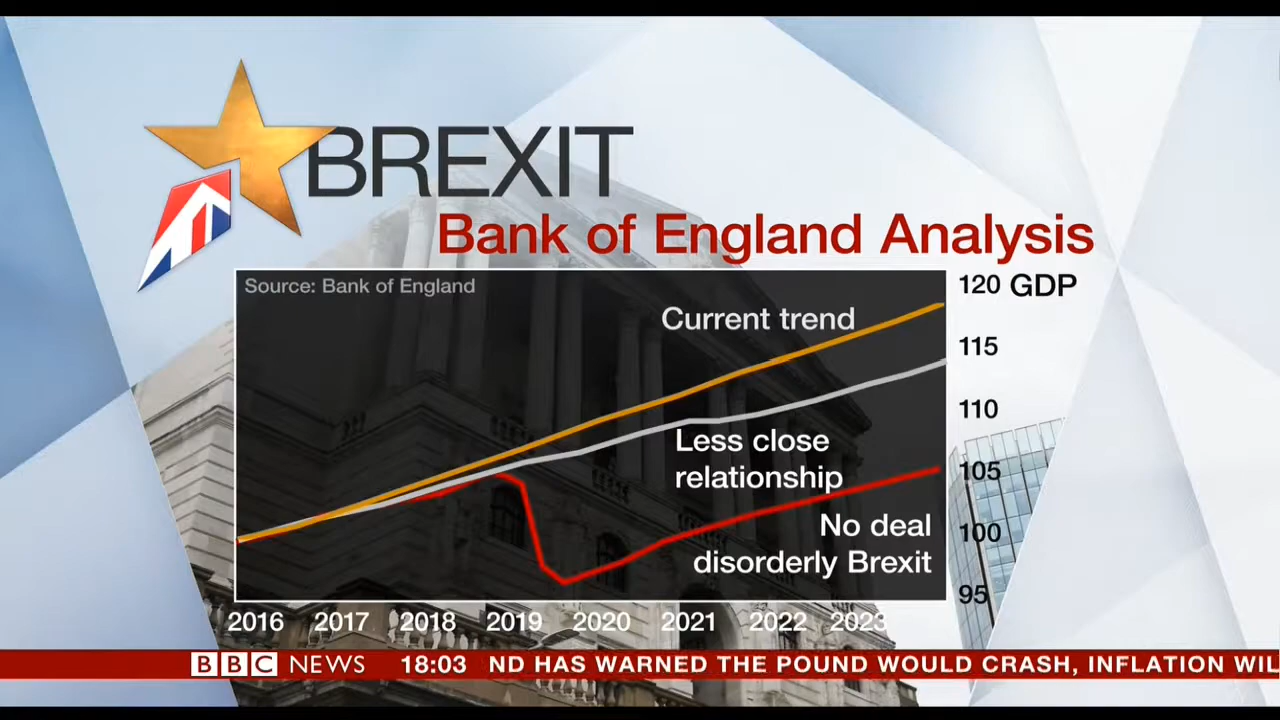 BREXIT
Bank of England Analysis
Source: Bank of England
120 GDP
Current trend
115
110
Less close
relationship
105
No deal
disorderly Brexit
100
95
2016 2017 2018 2019 2020 2021 2022 2023
BBC NEWS 18:03 ND HAS WARNED THE POUND WOULD CRASH, INFLATION WIL